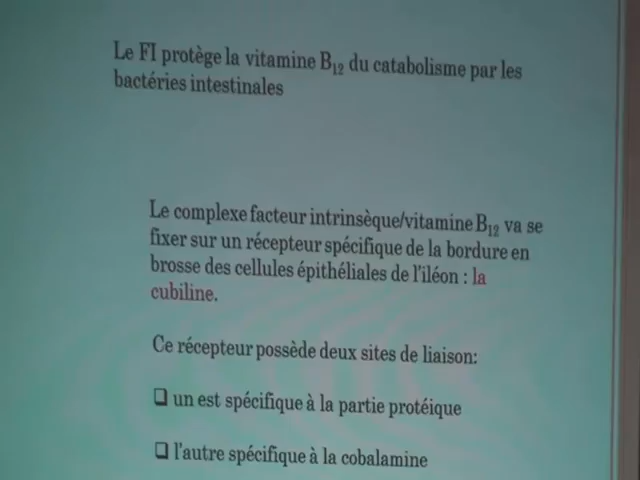 Le FI protège la vitamine B₁₂ du catabolisme par les
bactéries intestinales
Le complexe facteur intrinsèque/vitamine B₁₂ va se
fixer sur un récepteur spécifique de la bordure en
brosse des cellules épithéliales de l'iléon : la
cubiline.
Ce récepteur possède deux sites de liaison:
❑ un est spécifique à la partie protéique
❑ l'autre spécifique à la cobalamine